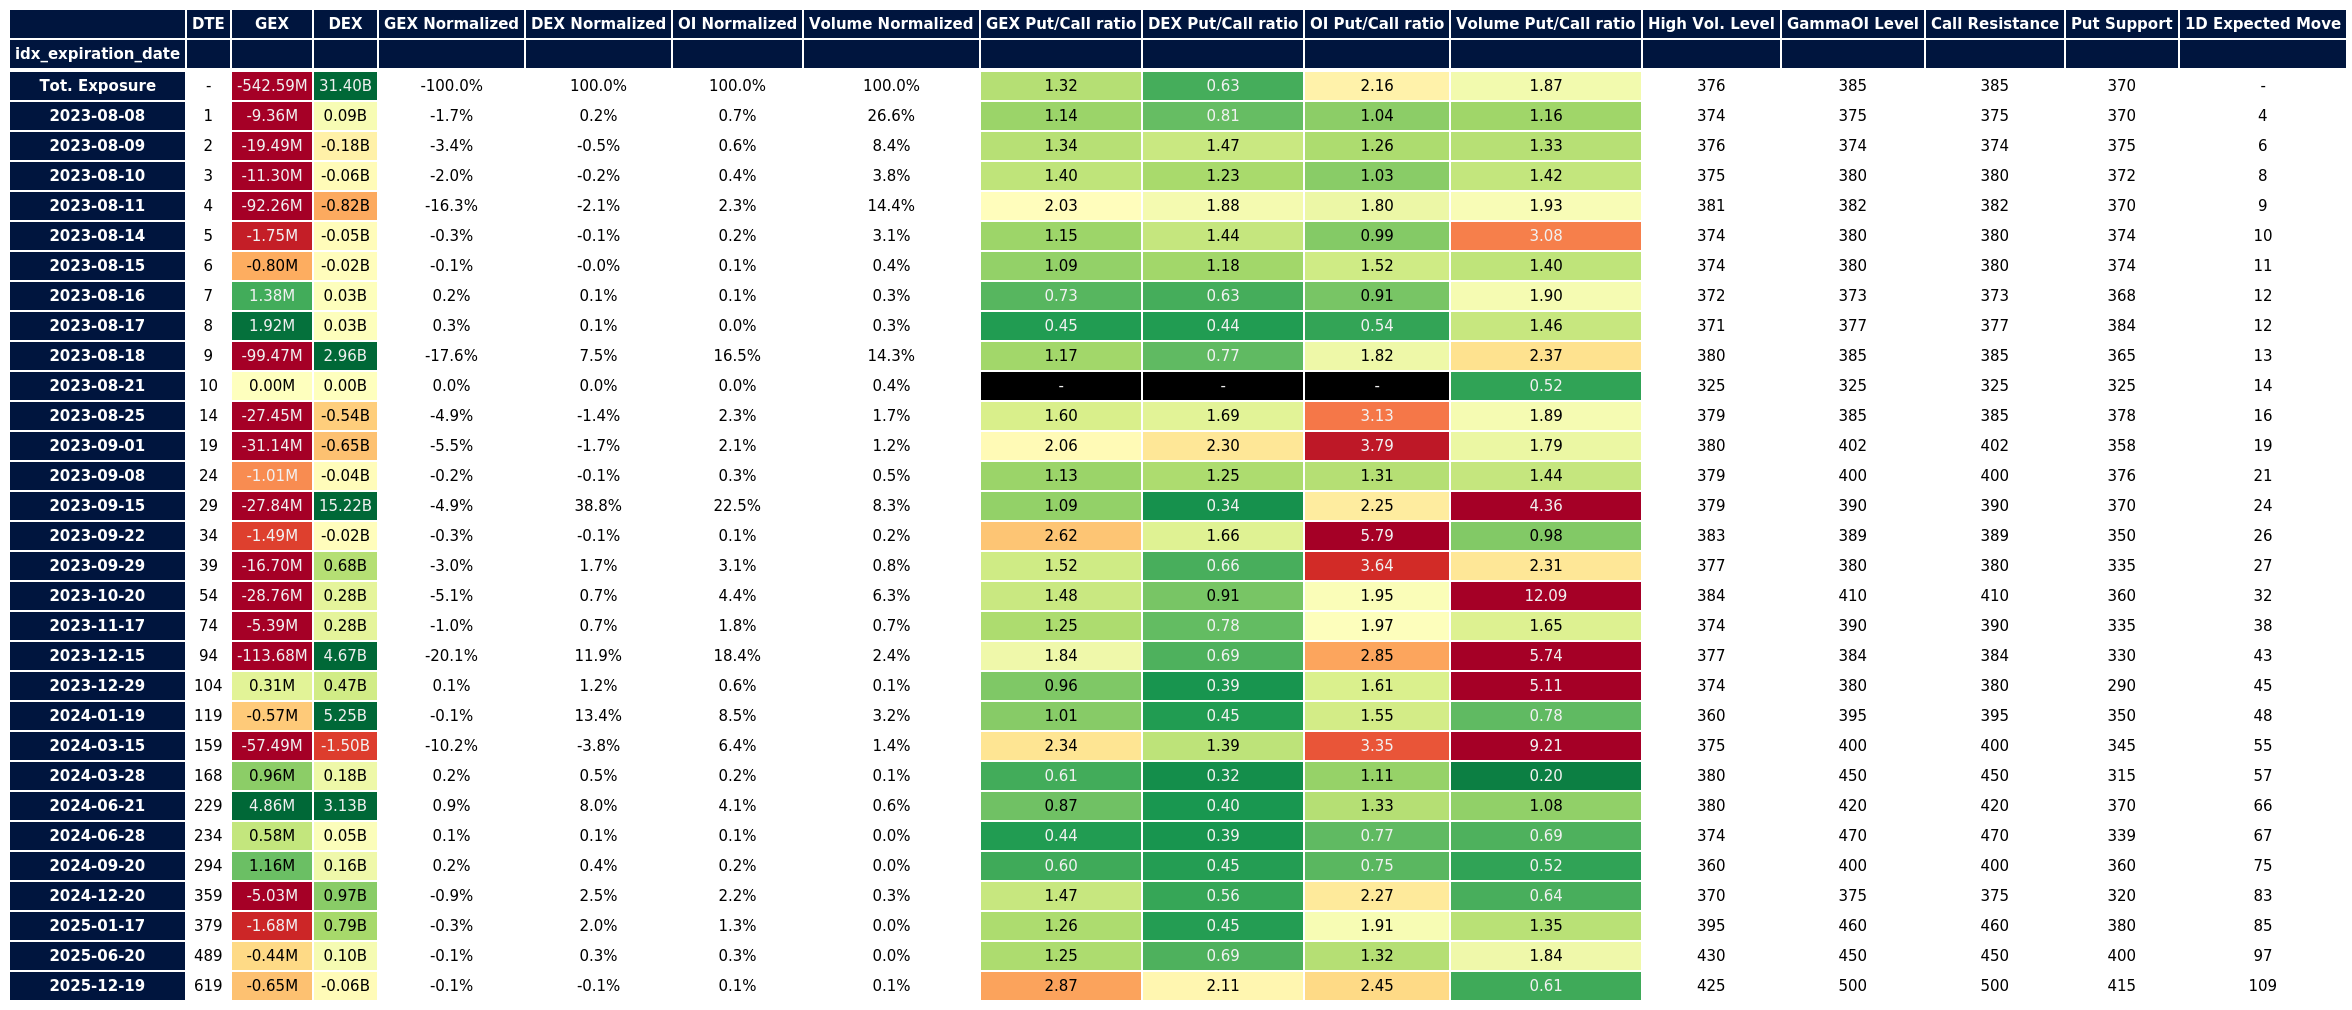 DTE GEX DEX GEX Normalized DEX Normalized OI Normalized Volume Normalized GEX Put/Call ratio DEX Put/Call ratio OI Put/Call ratio Volume Put/Call ratio High Vol. Level GammaOI Level Call Resistance Put Support 1D Expected Move
idx_expiration_date
Tot. Exposure - -542.59M 31.40B -100.0% 100.0% 100.0% 100.0% 1.32 0.63 2.16 1.87 376 385 385 370 -
2023-08-08 1 -9.36M 0.09B -1.7% 0.2% 0.7% 26.6% 1.14 0.81 1.04 1.16 374 375 375 370 4
2023-08-09 2 -19.49M -0.18B -3.4% -0.5% 0.6% 8.4% 1.34 1.47 1.26 1.33 376 374 374 375 6
2023-08-10 3 -11.30M -0.06B -2.0% -0.2% 0.4% 3.8% 1.40 1.23 1.03 1.42 375 380 380 372 8
2023-08-11 4 -92.26M -0.82B -16.3% -2.1% 2.3% 14.4% 2.03 1.88 1.80 1.93 381 382 382 370 9
2023-08-14 5 -1.75M -0.05B -0.3% -0.1% 0.2% 3.1% 1.15 1.44 0.99 3.08 374 380 380 374 10
2023-08-15 6 -0.80M -0.02B -0.1% -0.0% 0.1% 0.4% 1.09 1.18 1.52 1.40 374 380 380 374 11
2023-08-16 7 1.38M 0.03B 0.2% 0.1% 0.1% 0.3% 0.73 0.63 0.91 1.90 372 373 373 368 12
2023-08-17 8 1.92M 0.03B 0.3% 0.1% 0.0% 0.3% 0.45 0.44 0.54 1.46 371 377 377 384 12
2023-08-18 9 -99.47M 2.96B -17.6% 7.5% 16.5% 14.3% 1.17 0.77 1.82 2.37 380 385 385 365 13
2023-08-21 10 0.00M 0.00B 0.0% 0.0% 0.0% 0.4% - - - 0.52 325 325 325 325 14
2023-08-25 14 -27.45M -0.54B -4.9% -1.4% 2.3% 1.7% 1.60 1.69 3.13 1.89 379 385 385 378 16
2023-09-01 19 -31.14M -0.65B -5.5% -1.7% 2.1% 1.2% 2.06 2.30 3.79 1.79 380 402 402 358 19
2023-09-08 24 -1.01M -0.04B -0.2% -0.1% 0.3% 0.5% 1.13 1.25 1.31 1.44 379 400 400 376 21
2023-09-15 29 -27.84M 15.22B -4.9% 38.8% 22.5% 8.3% 1.09 0.34 2.25 4.36 379 390 390 370 24
2023-09-22 34 -1.49M -0.02B -0.3% -0.1% 0.1% 0.2% 2.62 1.66 5.79 0.98 383 389 389 350 26
2023-09-29 39 -16.70M 0.68B -3.0% 1.7% 3.1% 0.8% 1.52 0.66 3.64 2.31 377 380 380 335 27
2023-10-20 54 -28.76M 0.28B -5.1% 0.7% 4.4% 6.3% 1.48 0.91 1.95 12.09 384 410 410 360 32
2023-11-17 74 -5.39M 0.28B -1.0% 0.7% 1.8% 0.7% 1.25 0.78 1.97 1.65 374 390 390 335 38
2023-12-15 94 -113.68M 4.67B -20.1% 11.9% 18.4% 2.4% 1.84 0.69 2.85 5.74 377 384 384 330 43
2023-12-29 104 0.31M 0.47B 0.1% 1.2% 0.6% 0.1% 0.96 0.39 1.61 5.11 374 380 380 290 45
2024-01-19 119 -0.57M 5.25B -0.1% 13.4% 8.5% 3.2% 1.01 0.45 1.55 0.78 360 395 395 350 48
2024-03-15 159 -57.49M -1.50B -10.2% -3.8% 6.4% 1.4% 2.34 1.39 3.35 9.21 375 400 400 345 55
2024-03-28 168 0.96M 0.18B 0.2% 0.5% 0.2% 0.1% 0.61 0.32 1.11 0.20 380 450 450 315 57
2024-06-21 229 4.86M 3.13B 0.9% 8.0% 4.1% 0.6% 0.87 0.40 1.33 1.08 380 420 420 370 66
2024-06-28 234 0.58M 0.05B 0.1% 0.1% 0.1% 0.0% 0.44 0.39 0.77 0.69 374 470 470 339 67
2024-09-20 294 1.16M 0.16B 0.2% 0.4% 0.2% 0.0% 0.60 0.45 0.75 0.52 360 400 400 360 75
2024-12-20 359 -5.03M 0.97B -0.9% 2.5% 2.2% 0.3% 1.47 0.56 2.27 0.64 370 375 375 320 83
2025-01-17 379 -1.68M 0.79B -0.3% 2.0% 1.3% 0.0% 1.26 0.45 1.91 1.35 395 460 460 380 85
2025-06-20 489 -0.44M 0.10B -0.1% 0.3% 0.3% 0.0% 1.25 0.69 1.32 1.84 430 450 450 400 97
2025-12-19 619 -0.65M -0.06B -0.1% -0.1% 0.1% 0.1% 2.87 2.11 2.45 0.61 425 500 500 415 109